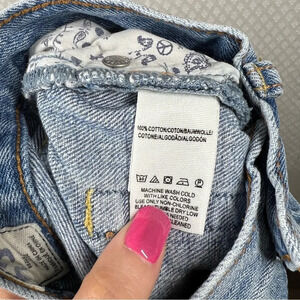 100% COTTON/COTON/BAUMWOLLE/
COTONE/ALGODÃO/ALGODÓN
MACHINE WASH COLD
WITH LIKE COLORS
USE ONLY NON-CHLORINE
BLEACH TUMBLE DRY LOW
NEEDED
CLEANED